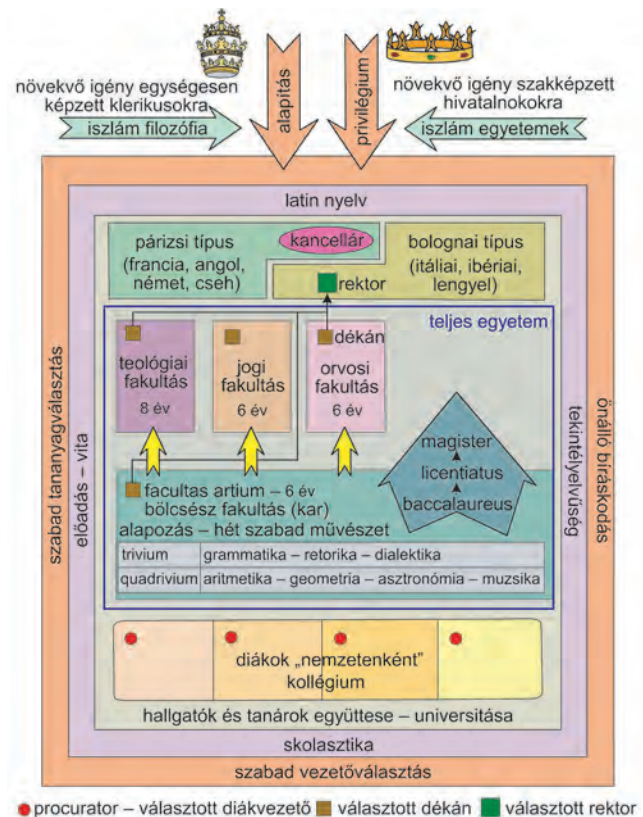 növekvő igény egységesen
képzett klerikusokra
iszlám filozófia
alapítás
privilégium
növekvő igény szakképzett
hivatalnokokra
iszlám egyetemek
latin nyelv
párizsi típus
(francia, angol,
német, cseh)
kancellár
bolognai típus
(itáliai, ibériai,
lengyel)
rektor
teljes egyetem
teológiai
fakultás
8 év
jogi
fakultás
6 év
dékán
orvosi
fakultás
6 év
magister
licentiatus
baccalaureus
facultas artium – 6 év
bölcsész fakultás (kar)
alapozás – hét szabad művészet
trivium grammatika – retorika – dialektika
quadrivium aritmetika – geometria – asztronómia – muzsika
szabad tananyagválasztás
előadás – vita
tekintélyelvűség
önálló bíráskodás
diákok „nemzetenként”
kollégium
hallgatók és tanárok együttese – universitása
skolasztika
szabad vezetőválasztás
procurator – választott diákvezető választott dékán választott rektor